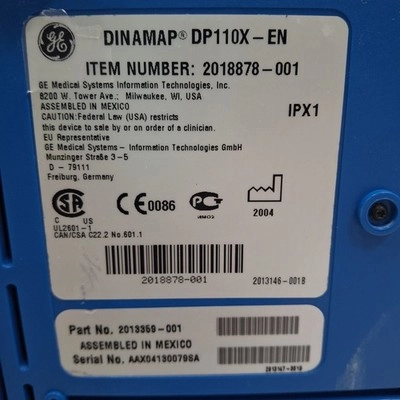 GE
DINAMAP® DP110X-EN
ITEM NUMBER: 2018878-001
GE Medical Systems Information Technologies, Inc.
8200 W. Tower Ave.; Milwaukee, WI, USA
ASSEMBLED IN MEXICO
CAUTION: Federal Law (USA) restricts
this device to sale by or on order of a clinician.
IPX1
EU Representative
GE Medical Systems - Information Technologies GmbH
Munzinger Straße 3-5
D - 79111
Freiburg, Germany
C US
UL2601-1
CAN/CSA C22.2 No.601.1
CE 0086
2004
2018878-001
2013146-001B
Part No. 2013359-001
ASSEMBLED IN MEXICO
Serial No. AAX04130079SA